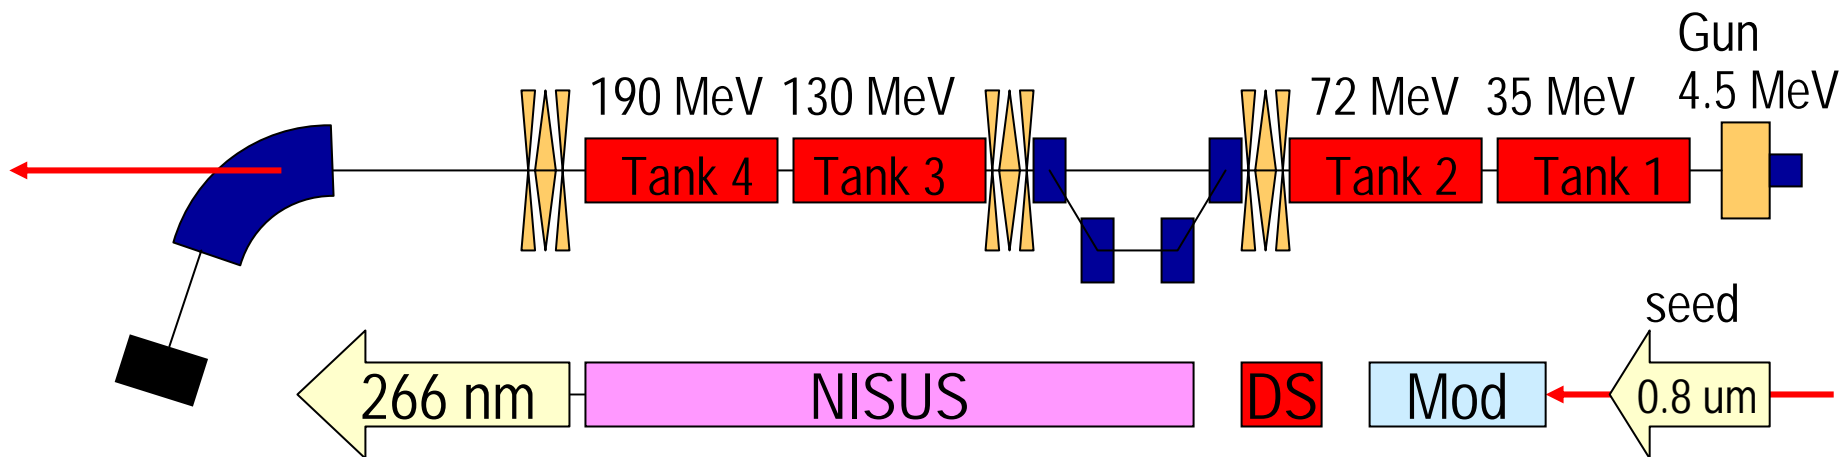 Gun
190 MeV 130 MeV 72 MeV 35 MeV 4.5 MeV
Tank 4 Tank 3 Tank 2 Tank 1
seed
266 nm NISUS DS Mod 0.8 um